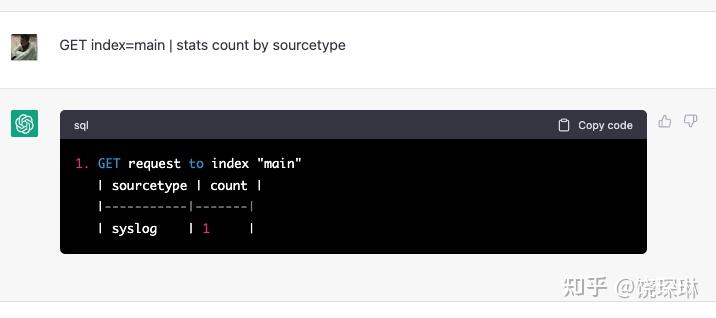 GET index=main | stats count by sourcetype
sql
Copy code
1. GET request to index "main"
| sourcetype | count |
|-----------|-------|
| syslog | 1 |
知乎 @饶琛琳